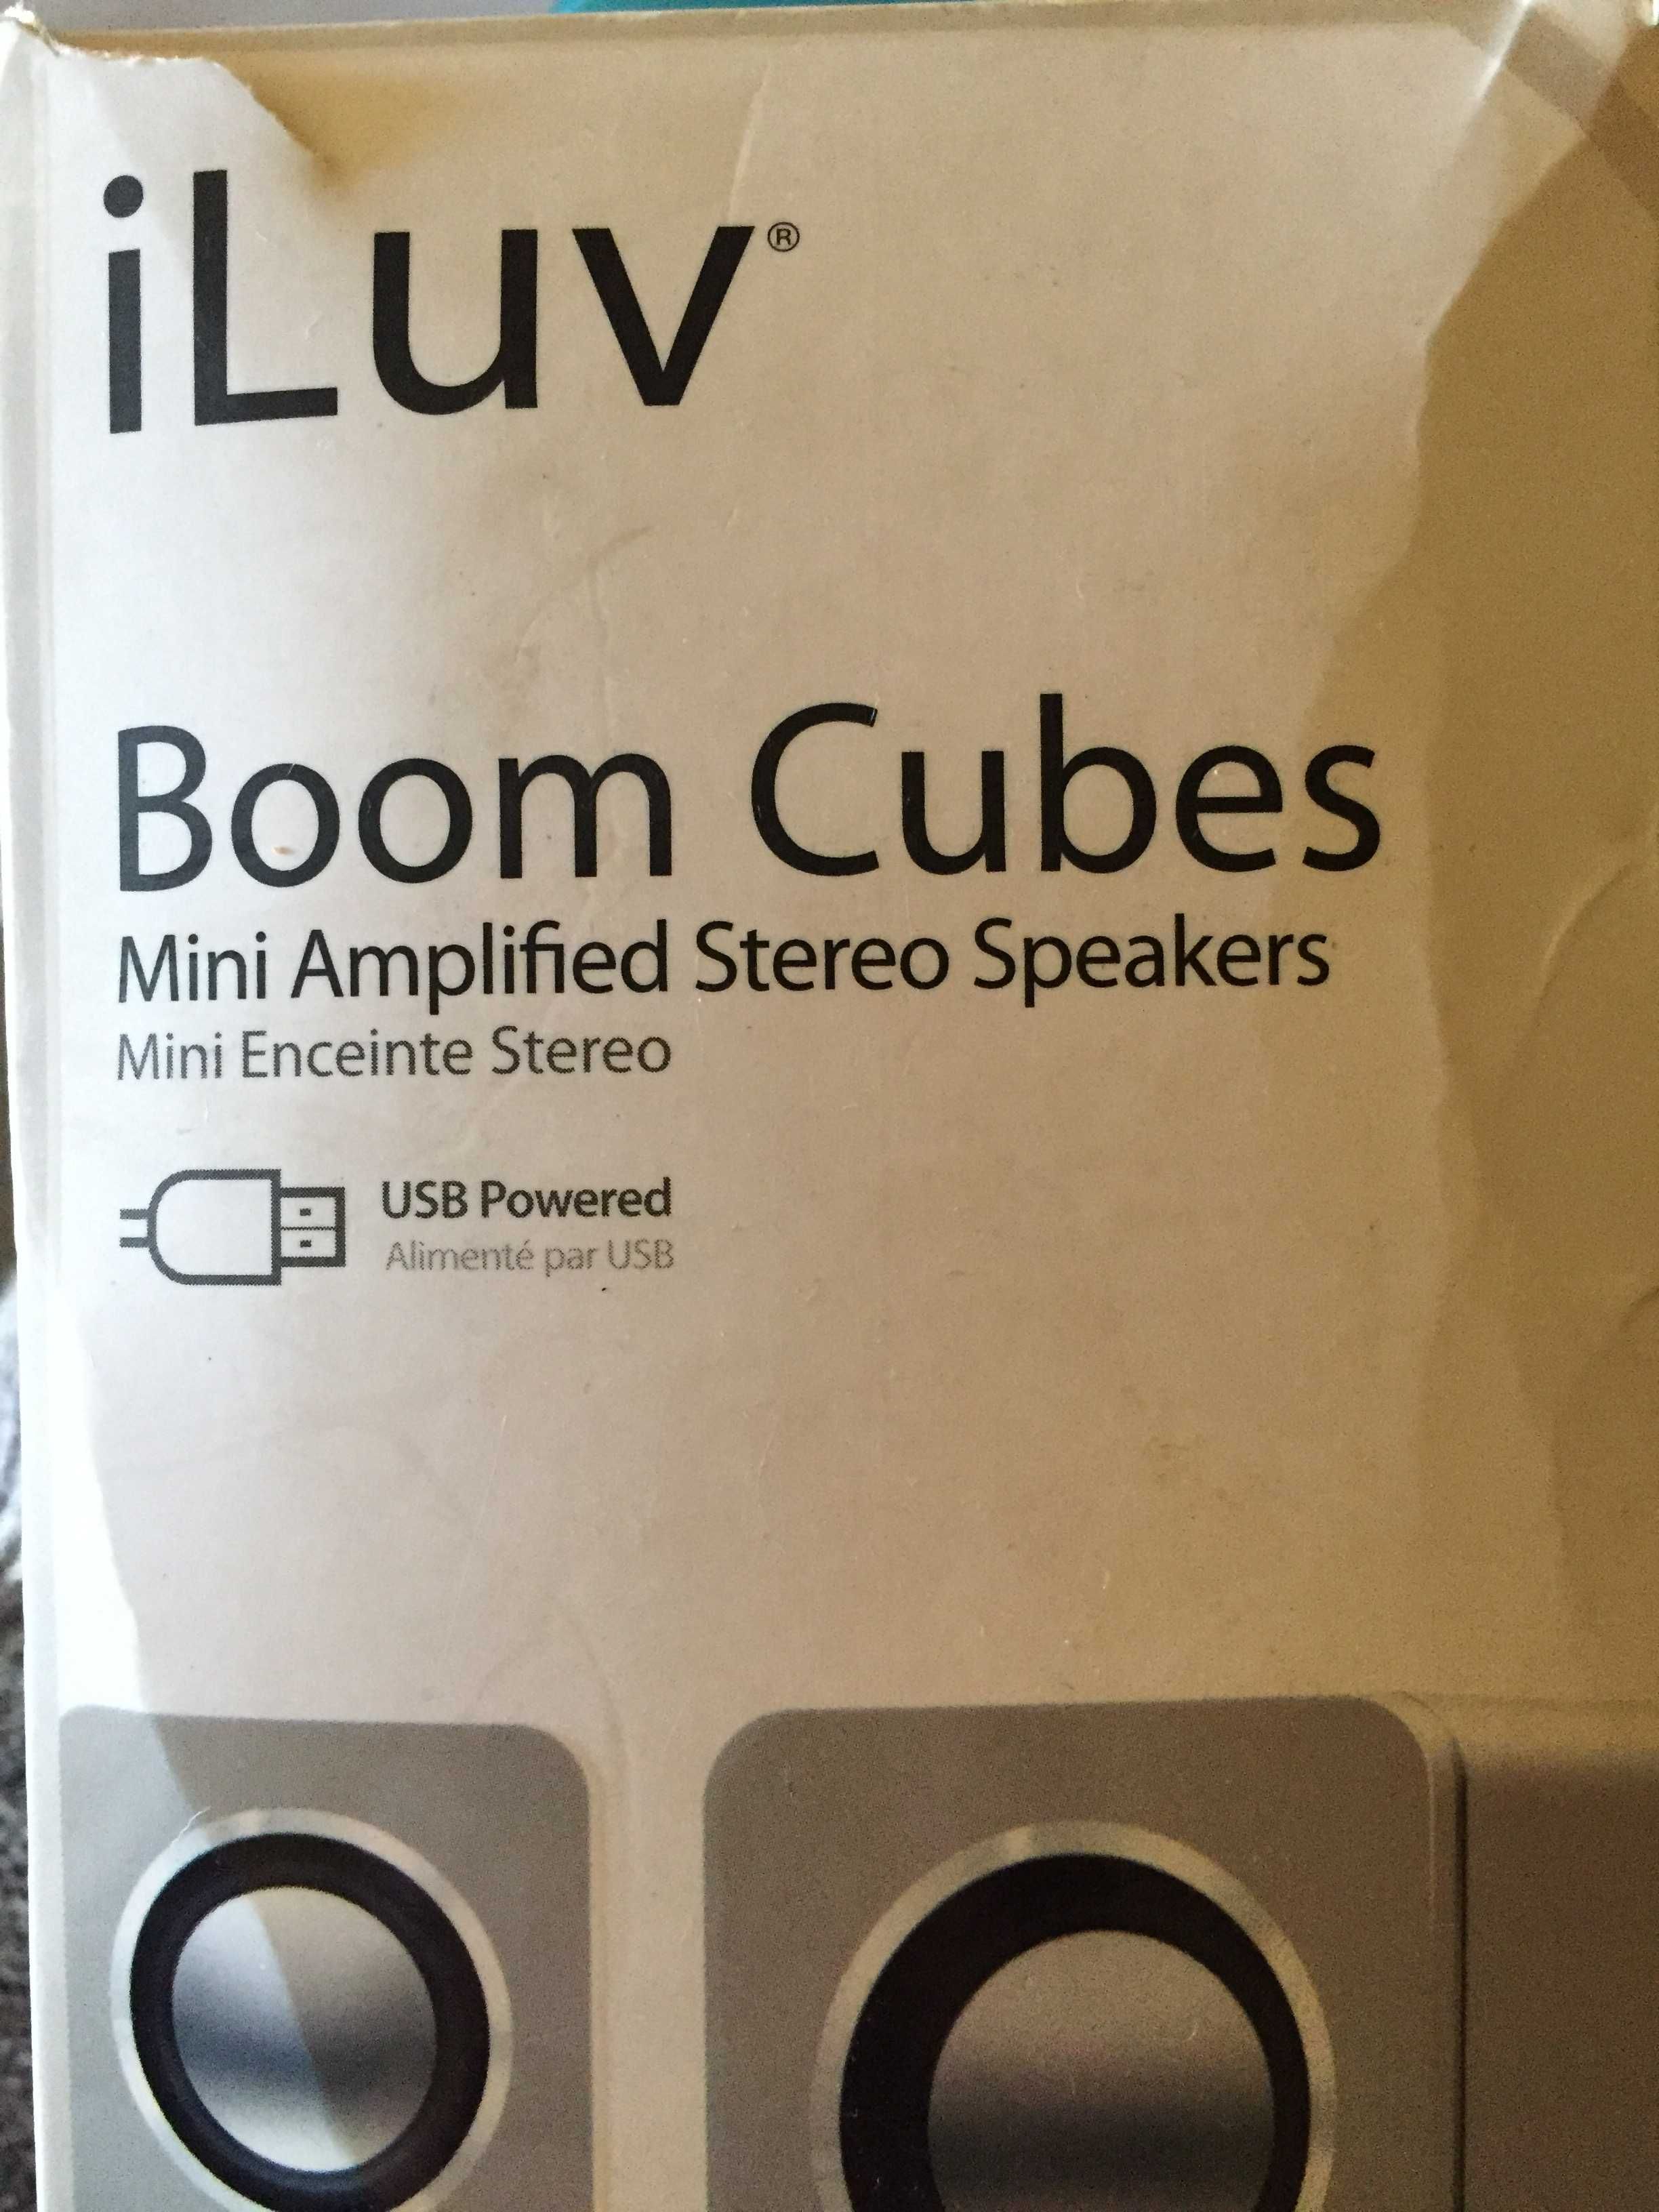 iLuv®
Boom Cubes
Mini Amplified Stereo Speakers
Mini Enceinte Stereo
USB Powered
Alimenté par USB